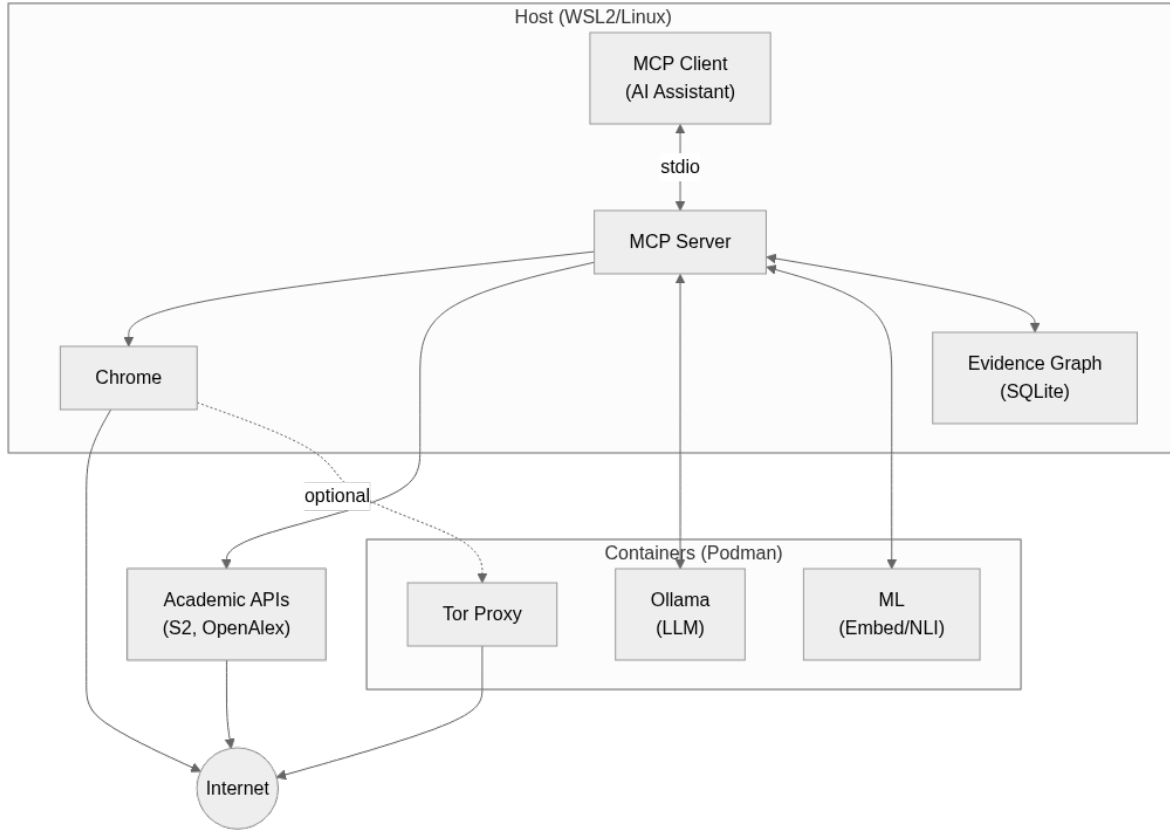 Host (WSL2/Linux)
MCP Client
(AI Assistant)
stdio
MCP Server
Chrome
Evidence Graph
(SQLite)
optional
Containers (Podman)
Academic APIs
(S2, OpenAlex)
Tor Proxy
Ollama
(LLM)
ML
(Embed/NLI)
Internet